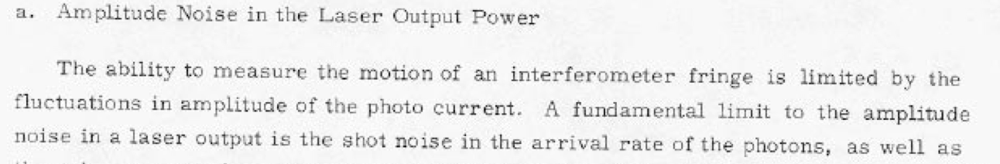 a. Amplitude Noise in the Laser Output Power
The ability to measure the motion of an interferometer fringe is limited by the
fluctuations in amplitude of the photo current. A fundamental limit to the amplitude
noise in a laser output is the shot noise in the arrival rate of the photons, as well as